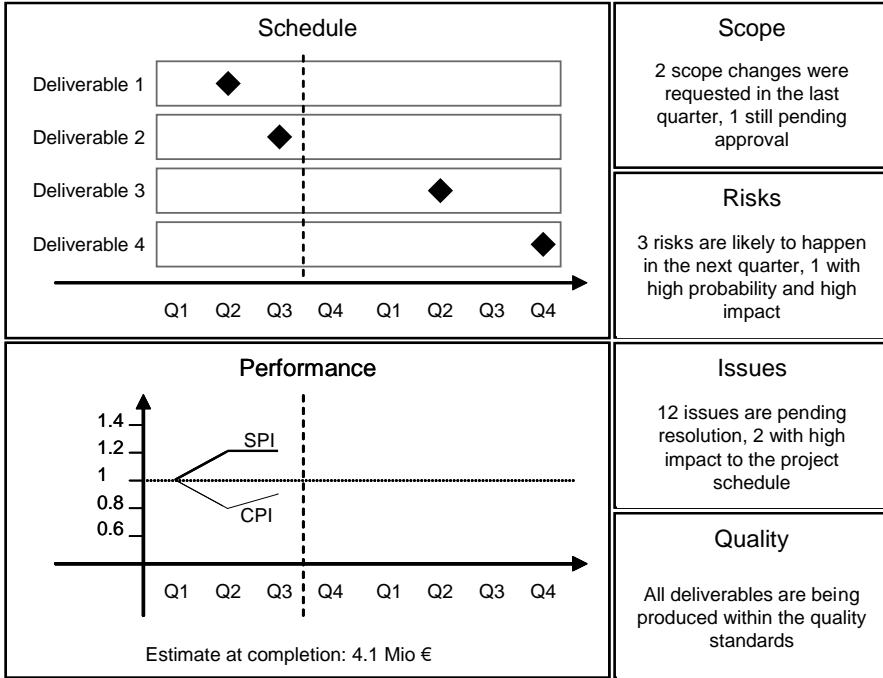 Schedule
Deliverable 1
Deliverable 2
Deliverable 3
Deliverable 4
Q1 Q2 Q3 Q4 Q1 Q2 Q3 Q4
Performance
1.4
1.2
1
0.8
0.6
SPI
CPI
Q1 Q2 Q3 Q4 Q1 Q2 Q3 Q4
Estimate at completion: 4.1 Mio €
Scope
2 scope changes were
requested in the last
quarter, 1 still pending
approval
Risks
3 risks are likely to happen
in the next quarter, 1 with
high probability and high
impact
Issues
12 issues are pending
resolution, 2 with high
impact to the project
schedule
Quality
All deliverables are being
produced within the quality
standards